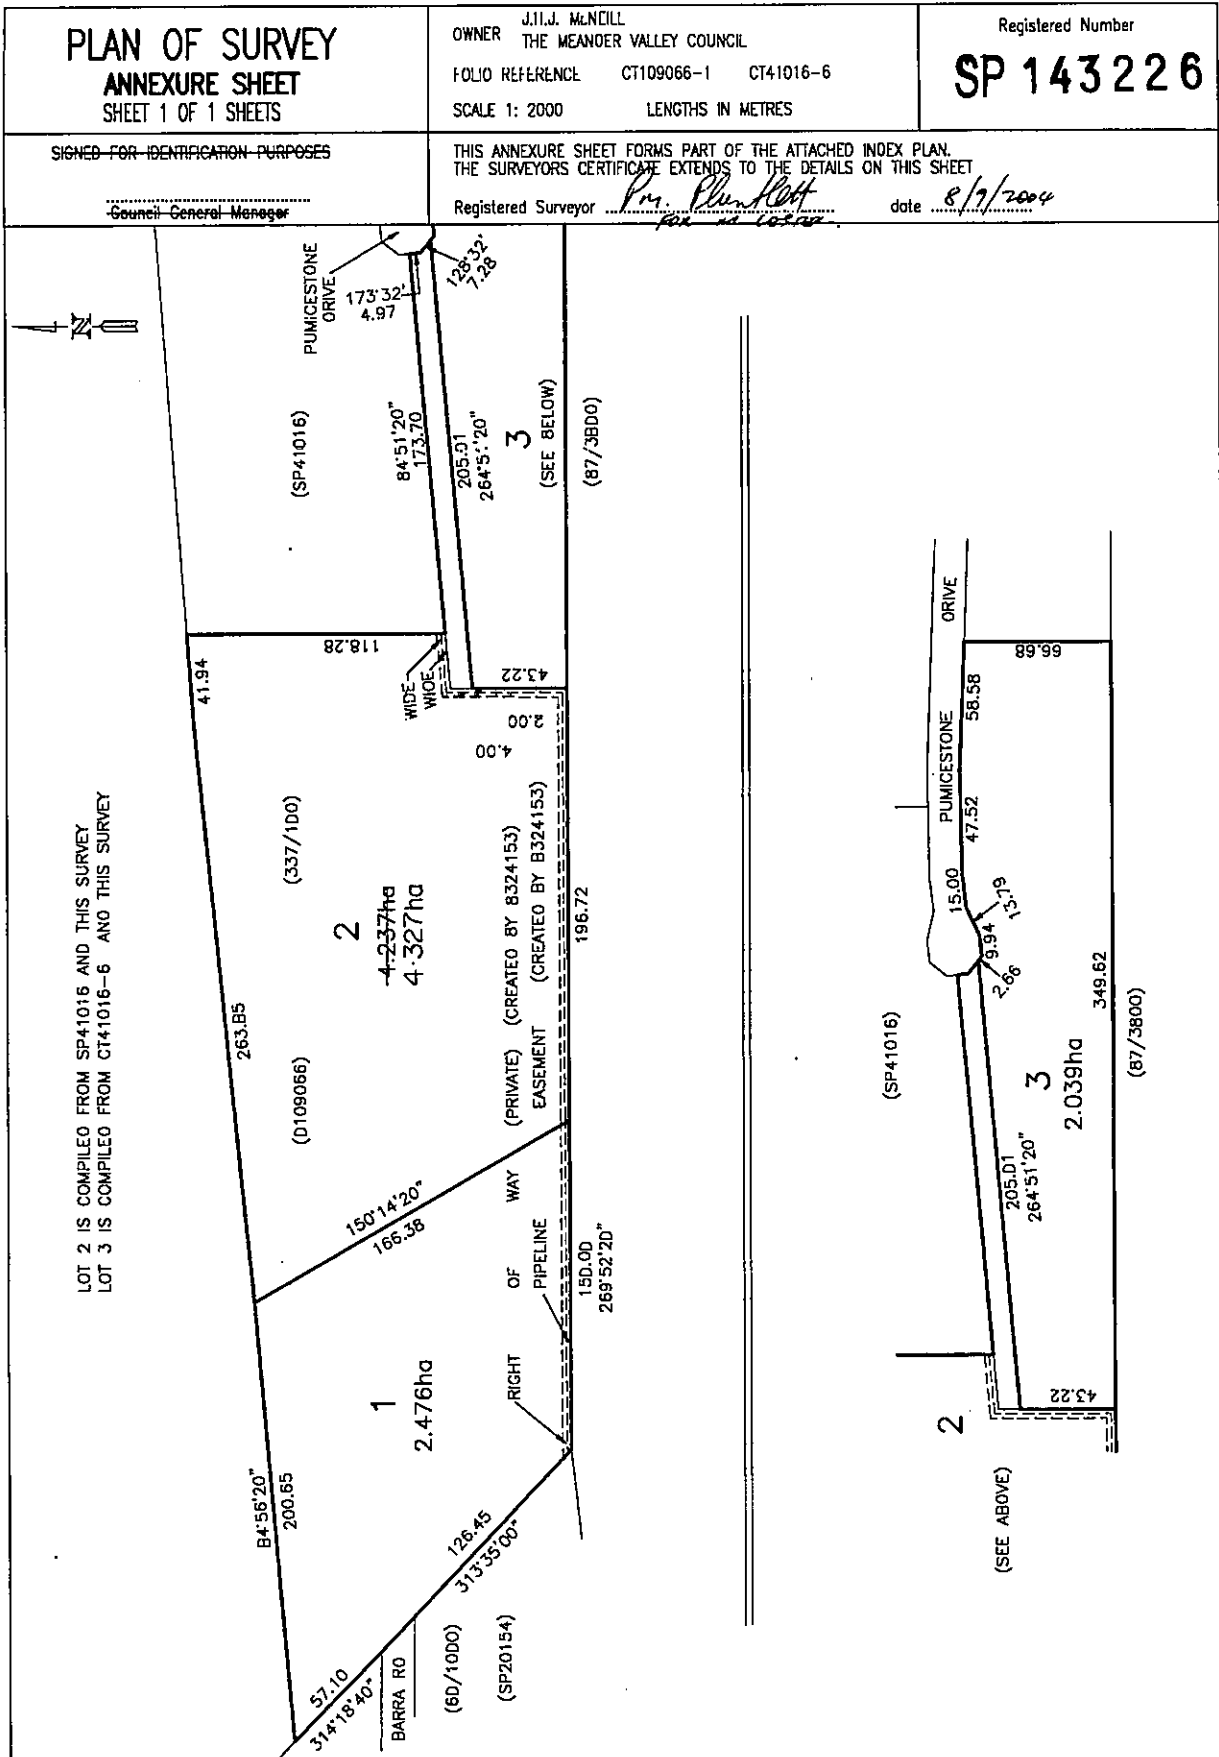 PLAN OF SURVEY
ANNEXURE SHEET
SHEET 1 OF 1 SHEETS
OWNER J.H.J. McNEILL
THE MEANDER VALLEY COUNCIL
FOLIO REFERENCE CT109066-1 CT41016-6
SCALE 1: 2000 LENGTHS IN METRES
Registered Number
SP 143226
SIGNED FOR IDENTIFICATION PURPOSES
Council General Manager
THIS ANNEXURE SHEET FORMS PART OF THE ATTACHED INDEX PLAN.
THE SURVEYORS CERTIFICATE EXTENDS TO THE DETAILS ON THIS SHEET
Registered Surveyor
date 8/7/2004
N
LOT 2 IS COMPILED FROM SP41016 AND THIS SURVEY
LOT 3 IS COMPILED FROM CT41016-6 AND THIS SURVEY
PUMICESTONE
DRIVE
173°32'
4.97
128°32'
7.28
(SP41016)
84°51'20"
173.70
205.01
264°51'20"
3
(SEE BELOW)
(87/38DO)
118.28
41.94
WIDE
WIDE
43.22
2.00
4.00
(337/1DO)
2
4.237ha
4.327ha
263.85
(D109066)
(PRIVATE) (CREATED BY B324153)
EASEMENT (CREATED BY B324153)
196.72
150°14'20"
166.38
RIGHT OF WAY
PIPELINE
150.00
269°52'20"
1
2.476ha
84°56'20"
200.65
126.45
313°35'00"
57.10
314°18'40"
BARRA RD
(6D/10DO)
(SP20154)
PUMICESTONE DRIVE
66.68
58.58
47.52
15.00
13.79
9.94
2.66
349.62
(SP41016)
3
2.039ha
(87/38DO)
205.01
264°51'20"
43.22
2
(SEE ABOVE)